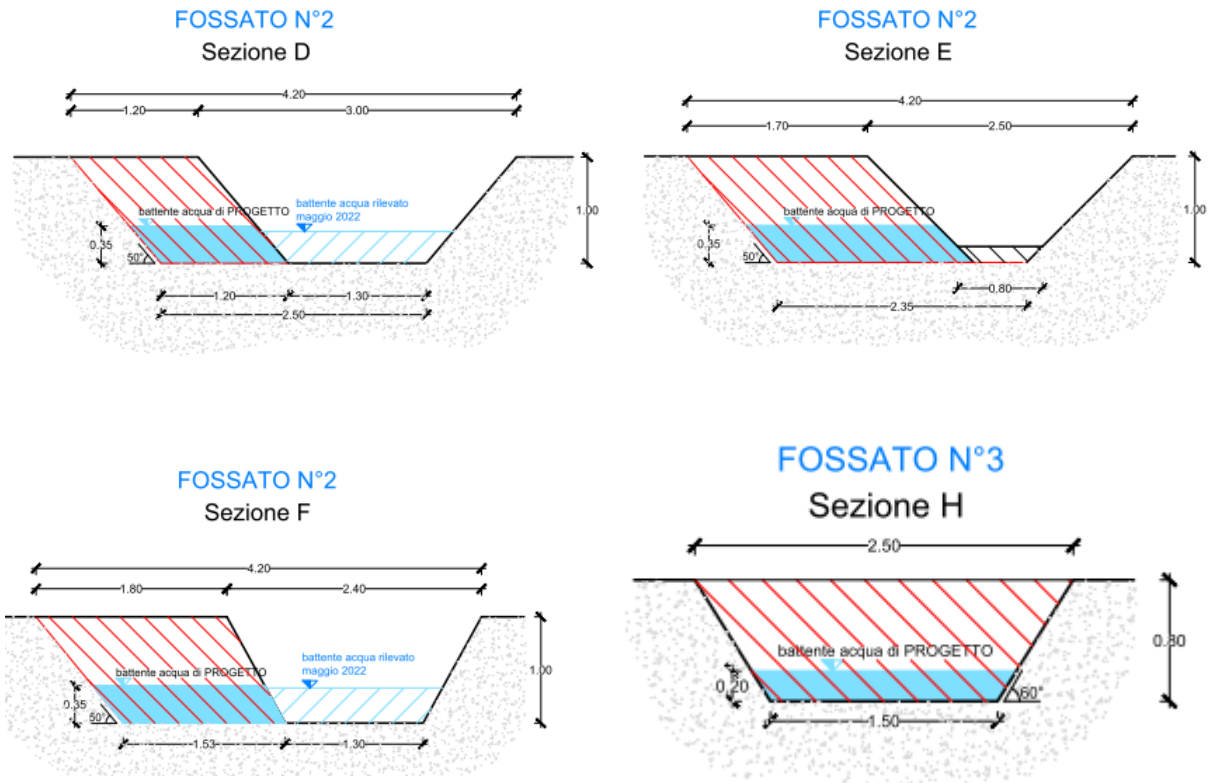 FOSSATO N°2
Sezione D
4.20
1.20
3.00
battente acqua di PROGETTO
battente acqua rilevato
maggio 2022
1.00
0.35
50°
1.20
1.30
2.50
FOSSATO N°2
Sezione E
4.20
1.70
2.50
battente acqua di PROGETTO
1.00
0.35
50°
0.80
2.35
FOSSATO N°2
Sezione F
4.20
1.80
2.40
battente acqua di PROGETTO
battente acqua rilevato
maggio 2022
1.00
0.35
50°
1.53
1.30
FOSSATO N°3
Sezione H
2.50
battente acqua di PROGETTO
0.80
0.20
60°
1.50